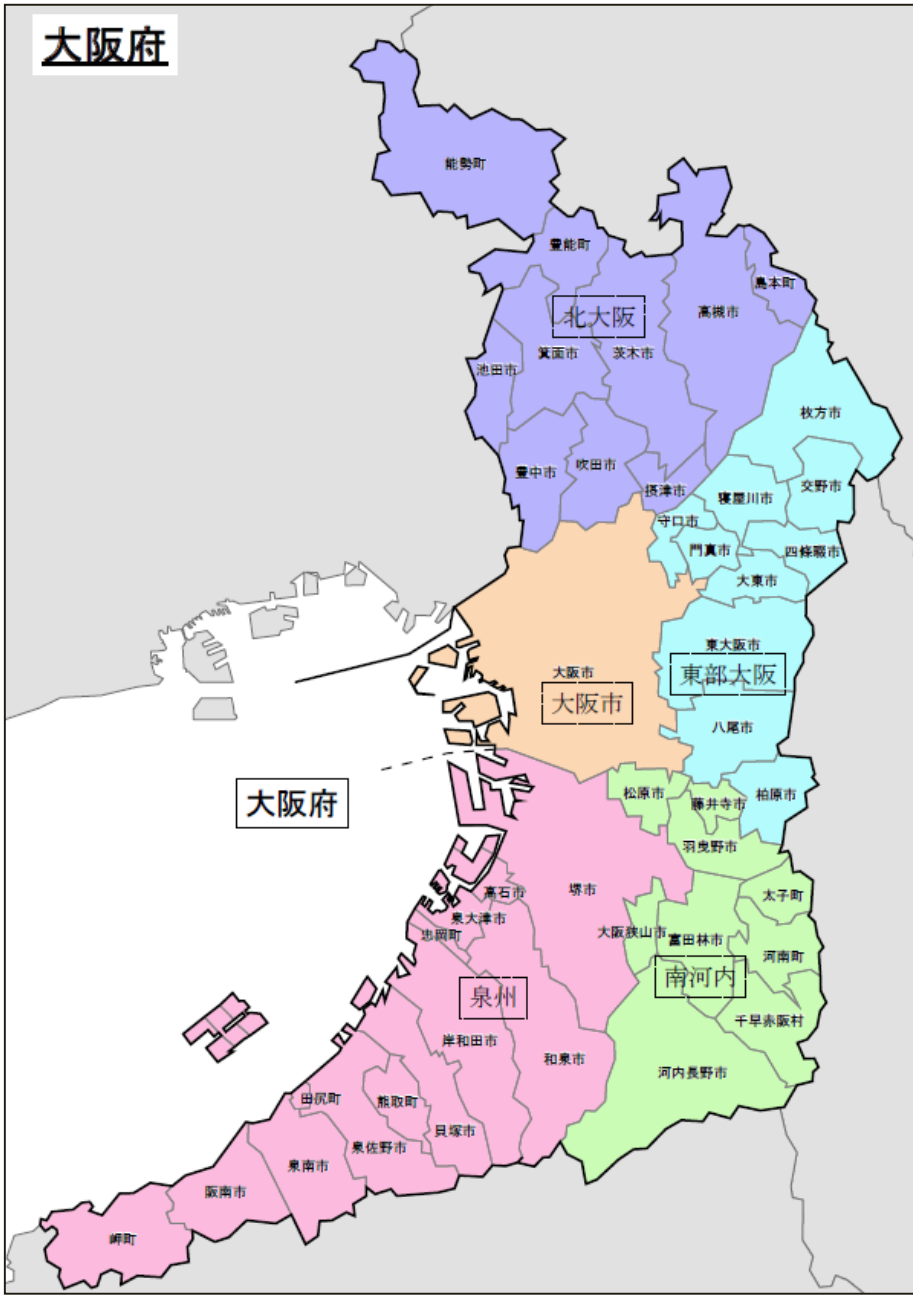 大阪府
能勢町
豊能町
島本町
高槻市
北大阪
箕面市
茨木市
池田市
枚方市
豊中市
吹田市
摂津市
寝屋川市
交野市
守口市
門真市
四條畷市
大東市
東大阪市
東部大阪
大阪市
大阪市
八尾市
大阪府
松原市
藤井寺市
柏原市
羽曳野市
高石市
堺市
太子町
泉大津市
忠岡町
大阪狭山市
富田林市
河南町
南河内
泉州
千早赤阪村
岸和田市
和泉市
河内長野市
田尻町
熊取町
貝塚市
泉佐野市
泉南市
阪南市
岬町